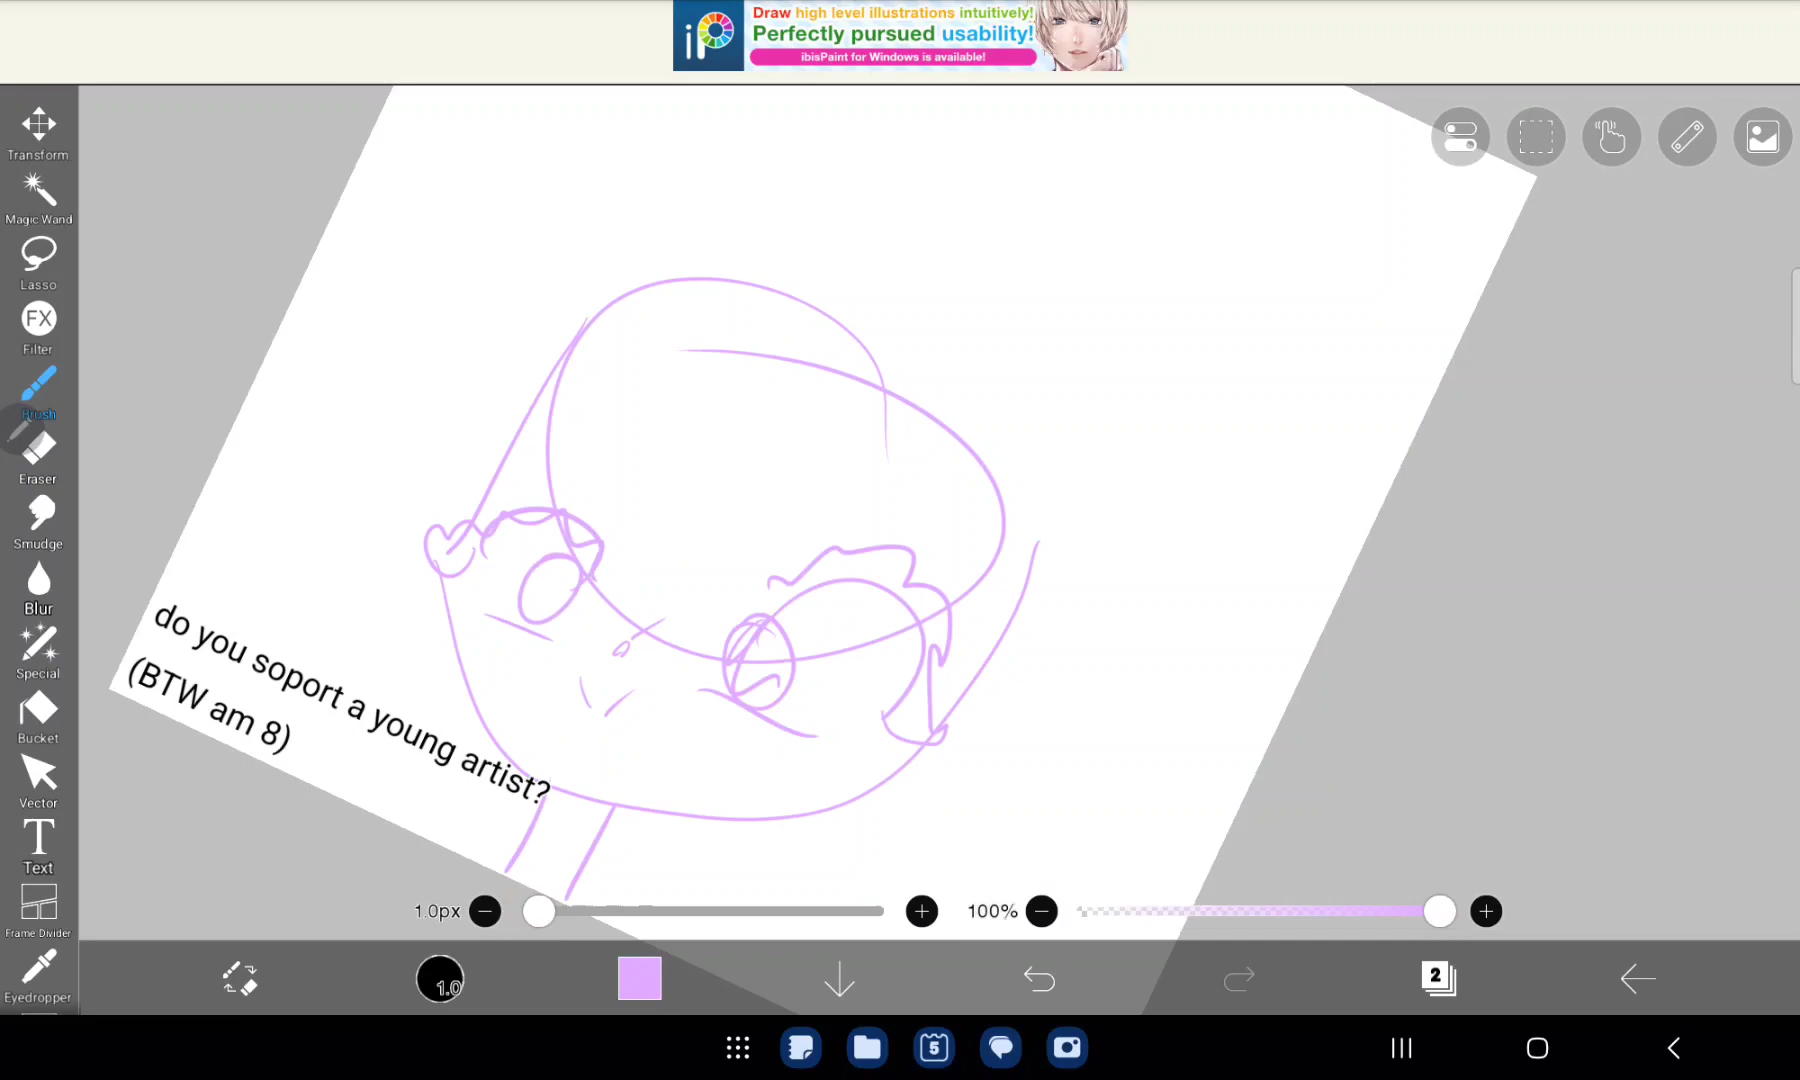 Draw high level illustrations intuitively!
iP
Perfectly pursued usability!
ibisPaint for Windows is available!
Transform
Magic Wand
Lasso
FX
Filter
Brush
Eraser
Smudge
Blur
Special
Bucket
Vector
T
Text
Frame Divider
Eyedropper
do you soport a young artist?
(BTW am 8)
1.0px
100%
1.0
2
5